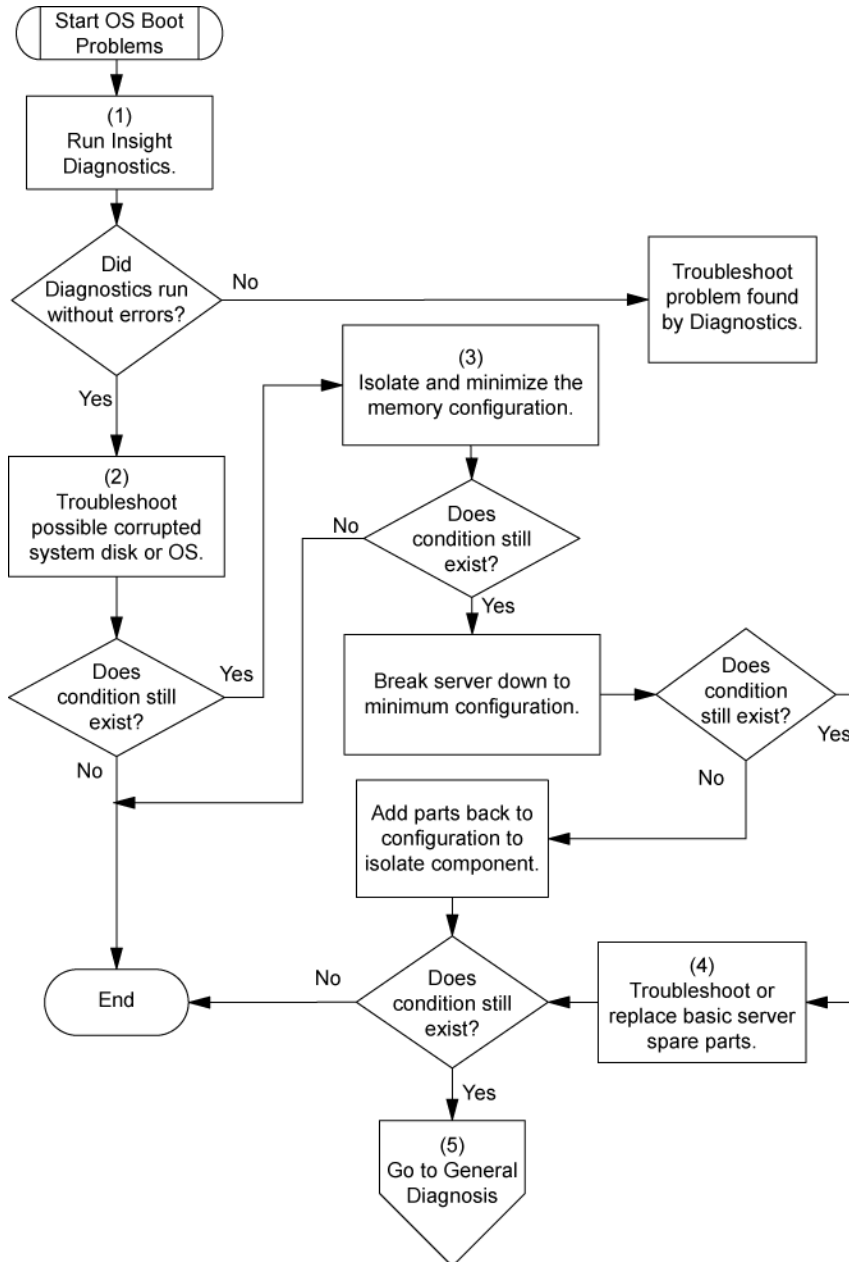 Start OS Boot
Problems
(1)
Run Insight
Diagnostics.
Did
Diagnostics run
without errors?
No
Troubleshoot
problem found
by Diagnostics.
Yes
(2)
Troubleshoot
possible corrupted
system disk or OS.
Does
condition still
exist?
Yes
No
(3)
Isolate and minimize the
memory configuration.
Does
condition still
exist?
No
Yes
Break server down to
minimum configuration.
Does
condition
still exist?
Yes
No
Add parts back to
configuration to
isolate component.
Does
condition still
exist?
No
End
(4)
Troubleshoot or
replace basic server
spare parts.
Yes
(5)
Go to General
Diagnosis